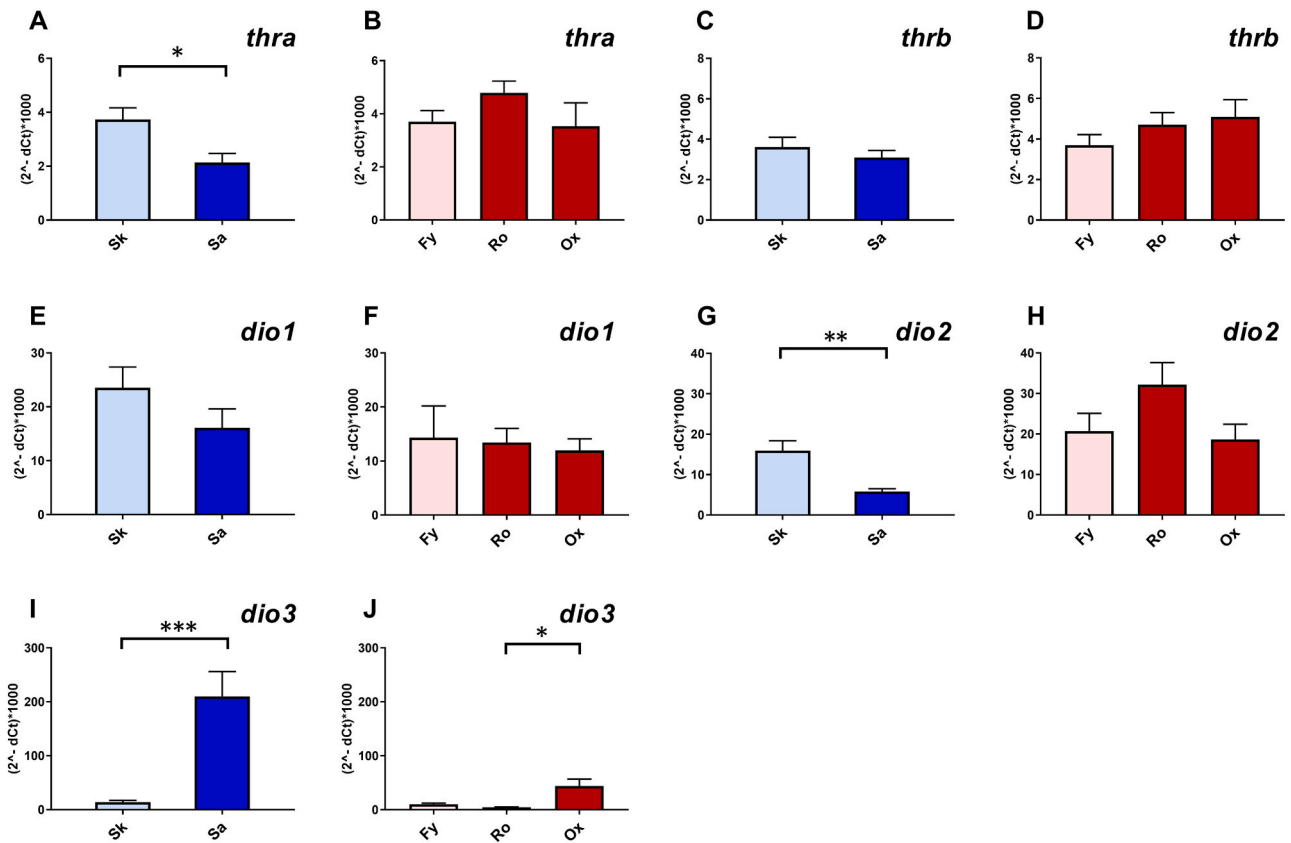 A
thra
*
(2^- dCt)*1000
6
4
2
0
Sk
Sa
B
thra
(2^- dCt)*1000
6
4
2
0
Fy
Ro
Ox
C
thrb
(2^- dCt)*1000
8
6
4
2
0
Sk
Sa
D
thrb
(2^- dCt)*1000
8
6
4
2
0
Fy
Ro
Ox
E
dio1
(2^- dCt)*1000
30
20
10
0
Sk
Sa
F
dio1
(2^- dCt)*1000
30
20
10
0
Fy
Ro
Ox
G
dio2
**
(2^- dCt)*1000
40
30
20
10
0
Sk
Sa
H
dio2
(2^- dCt)*1000
40
30
20
10
0
Fy
Ro
Ox
I
dio3
***
(2^- dCt)*1000
300
200
100
0
Sk
Sa
J
dio3
*
(2^- dCt)*1000
300
200
100
0
Fy
Ro
Ox